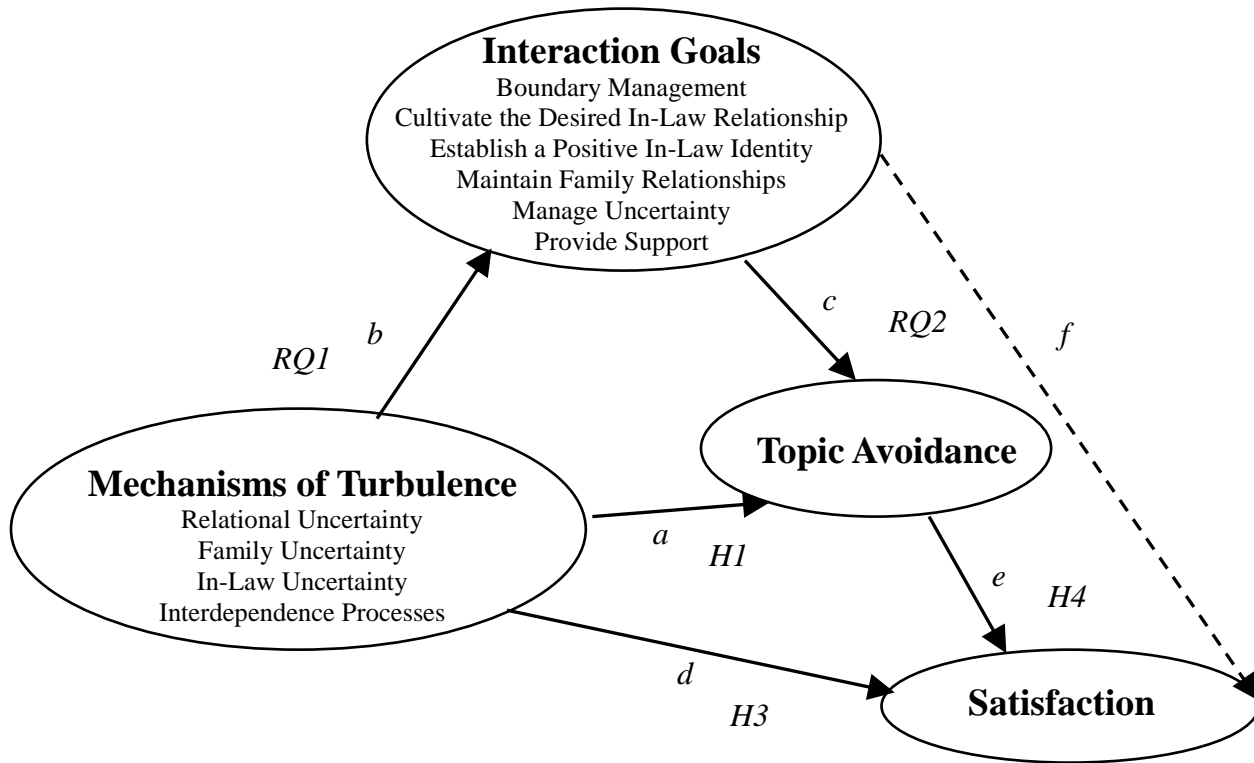 Interaction Goals
Boundary Management
Cultivate the Desired In-Law Relationship
Establish a Positive In-Law Identity
Maintain Family Relationships
Manage Uncertainty
Provide Support
b
RQ1
c
RQ2
f
Topic Avoidance
Mechanisms of Turbulence
Relational Uncertainty
Family Uncertainty
In-Law Uncertainty
Interdependence Processes
a
H1
e
H4
d
H3
Satisfaction